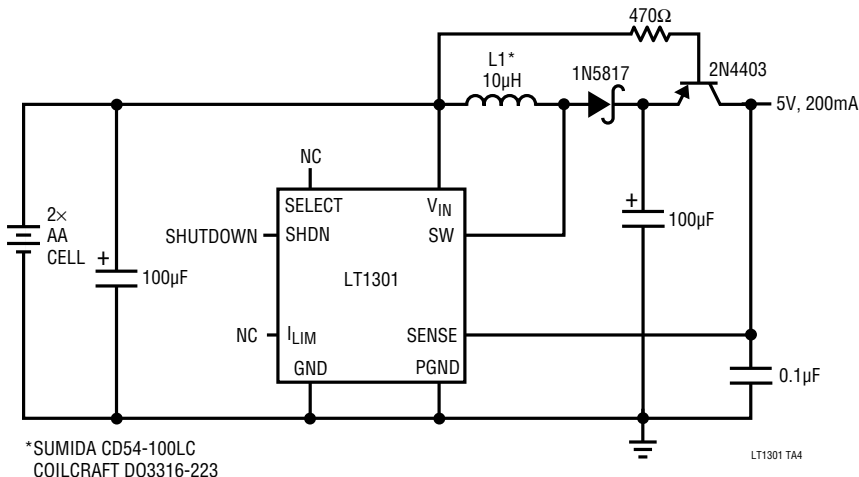 470Ω
L1*
10µH
1N5817
2N4403
5V, 200mA
NC
SELECT
VIN
2×
AA
CELL
SHUTDOWN
SHDN
SW
+
100µF
+
100µF
LT1301
NC
ILIM
SENSE
GND
PGND
0.1µF
*SUMIDA CD54-100LC
COILCRAFT DO3316-223
LT1301 TA4